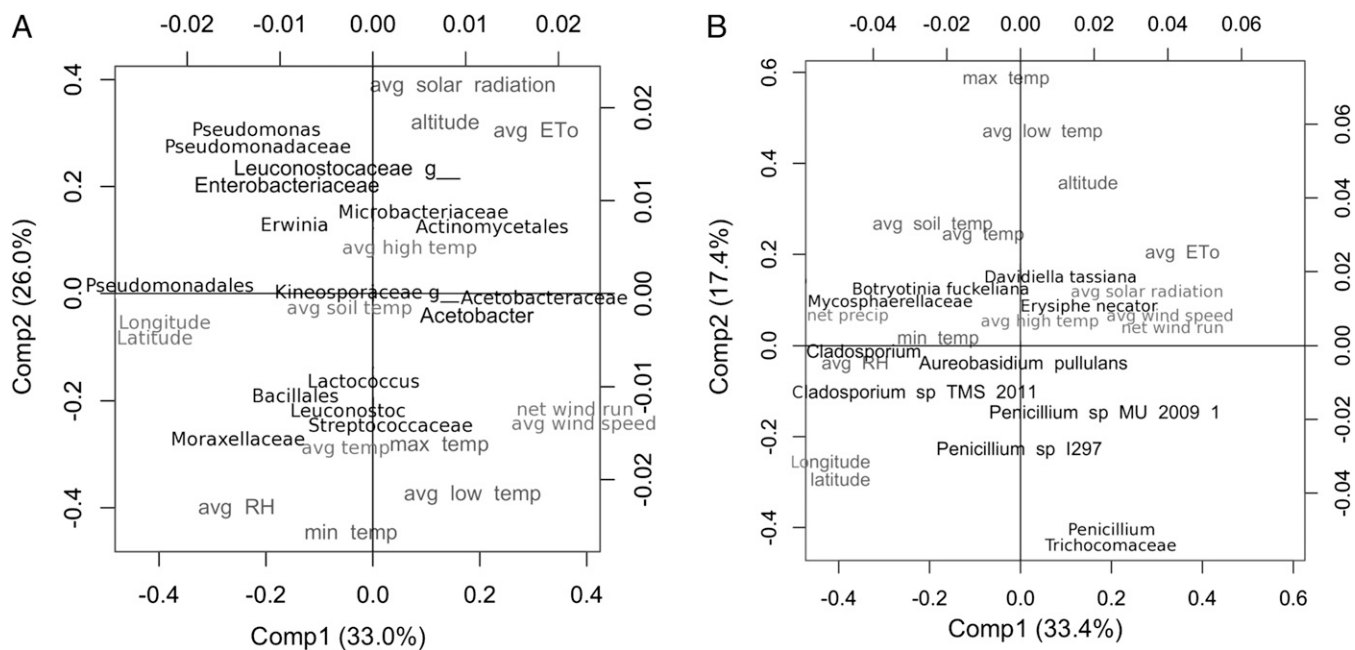 A
-0.02 -0.01 0.00 0.01 0.02
0.4
avg solar radiation
0.02
altitude
avg ETo
Pseudomonas
Pseudomonadaceae
Leuconostocaceae g__
Enterobacteriaceae
0.2
0.01
Microbacteriaceae
Erwinia
Actinomycetales
avg high temp
Pseudomonadales
Kineosporaceae g__
Acetobacteraceae
0.0
0.00
avg soil temp
Acetobacter
Longitude
Latitude
Comp2 (26.0%)
Lactococcus
Bacillales
-0.2
-0.01
Leuconostoc
net wind run
Streptococcaceae
avg wind speed
Moraxellaceae
avg temp
max temp
-0.02
avg low temp
avg RH
-0.4
min temp
-0.4 -0.2 0.0 0.2 0.4
Comp1 (33.0%)
B
-0.04 -0.02 0.00 0.02 0.04 0.06
0.6
max temp
0.06
avg low temp
0.4
altitude
0.04
avg soil temp
avg temp
avg ETo
0.2
0.02
Davidiella tassiana
Botryotinia fuckeliana
avg solar radiation
Mycosphaerellaceae
Erysiphe necator
net precip
avg high temp
avg wind speed
net wind run
min temp
0.0
0.00
Cladosporium
avg RH
Aureobasidium pullulans
Cladosporium sp TMS 2011
Penicillium sp MU 2009 1
-0.02
-0.2
Penicillium sp I297
Longitude
latitude
-0.04
-0.4
Penicillium
Trichocomaceae
Comp2 (17.4%)
-0.4 -0.2 0.0 0.2 0.4 0.6
Comp1 (33.4%)